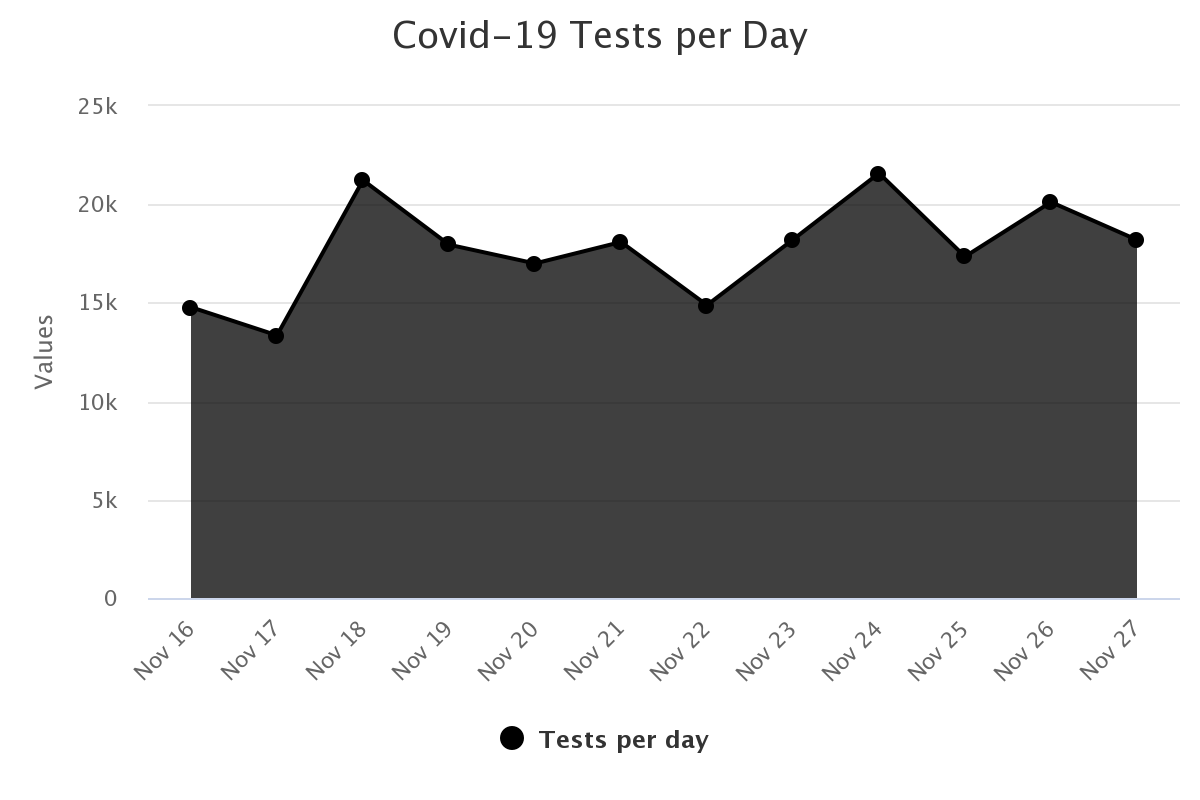 Covid-19 Tests per Day
25k
20k
15k
10k
5k
0
Values
Nov 16
Nov 17
Nov 18
Nov 19
Nov 20
Nov 21
Nov 22
Nov 23
Nov 24
Nov 25
Nov 26
Nov 27
Tests per day